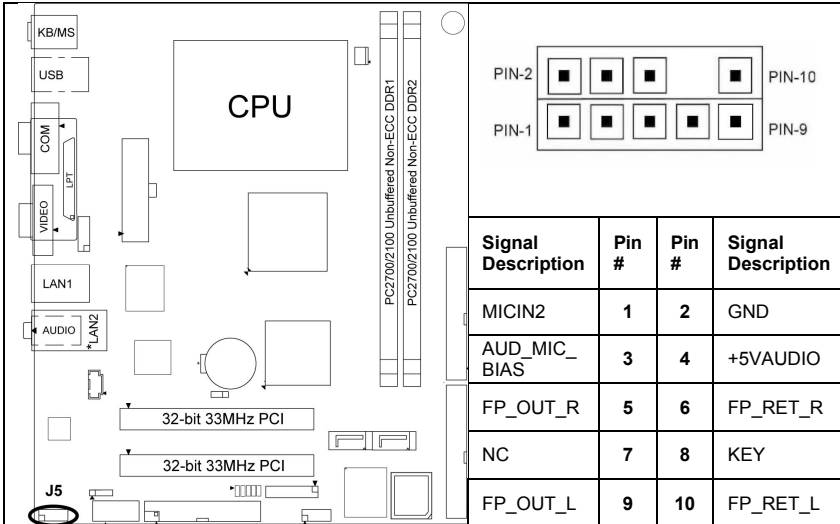 KB/MS
USB
COM
LPT
VIDEO
LAN1
AUDIO
*LAN2
CPU
PC2700/2100 Unbuffered Non-ECC DDR1
PC2700/2100 Unbuffered Non-ECC DDR2
32-bit 33MHz PCI
32-bit 33MHz PCI
J5
PIN-2
PIN-10
PIN-1
PIN-9
Signal Description Pin # Pin # Signal Description
MICIN2 1 2 GND
AUD_MIC_BIAS 3 4 +5VAUDIO
FP_OUT_R 5 6 FP_RET_R
NC 7 8 KEY
FP_OUT_L 9 10 FP_RET_L